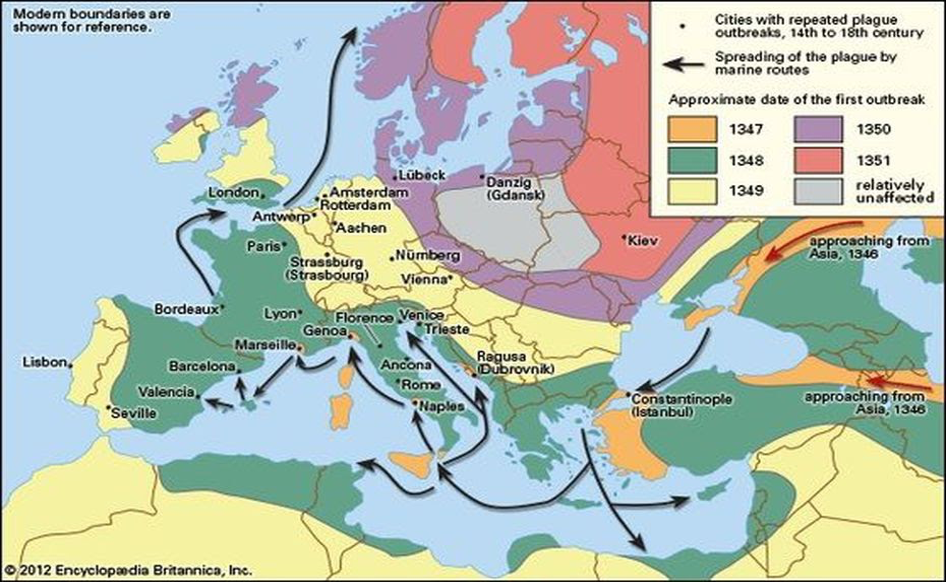 Modern boundaries are
shown for reference.
Cities with repeated plague
outbreaks, 14th to 18th century
Spreading of the plague by
marine routes
Approximate date of the first outbreak
1347
1350
1348
1351
1349
relatively
unaffected
London
Lübeck
Danzig
(Gdańsk)
Amsterdam
Rotterdam
Antwerp
Aachen
Kiev
approaching from
Asia, 1346
Paris
Nürnberg
Strassburg
(Strasbourg)
Vienna
Bordeaux
Lyon
Florence
Venice
Trieste
Genoa
Marseille
Lisbon
Barcelona
Ancona
Ragusa
(Dubrovnik)
Valencia
Rome
Constantinople
(Istanbul)
approaching from
Asia, 1346
Seville
Naples
© 2012 Encyclopædia Britannica, Inc.